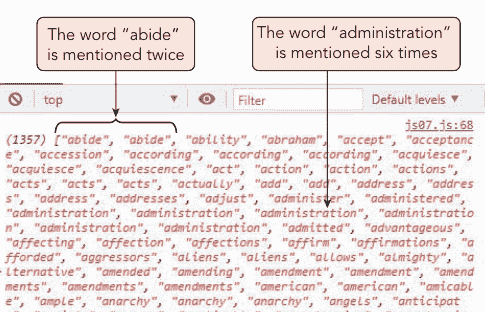 The word “abide”
is mentioned twice
The word “administration”
is mentioned six times
top
Filter
Default levels
js07.js:68
(1357) ["abide", "abide", "ability", "abraham", "accept", "acceptanc
e", "accession", "according", "according", "according", "acquiesce",
"acquiesce", "acquiescence", "act", "action", "action", "actions",
"acts", "acts", "acts", "actually", "add", "add", "address", "addres
s", "address", "addresses", "adjust", "administer", "administered",
"administration", "administration", "administration", "administratio
n", "administration", "administration", "admitted", "advantageous",
"affecting", "affection", "affections", "affirm", "affirmations", "a
fforded", "aggressors", "aliens", "aliens", "allows", "almighty", "a
lternative", "amended", "amending", "amendment", "amendment", "amend
ments", "amendments", "amendments", "american", "american", "amicabl
e", "ample", "anarchy", "anarchy", "anarchy", "angels", "anticipat